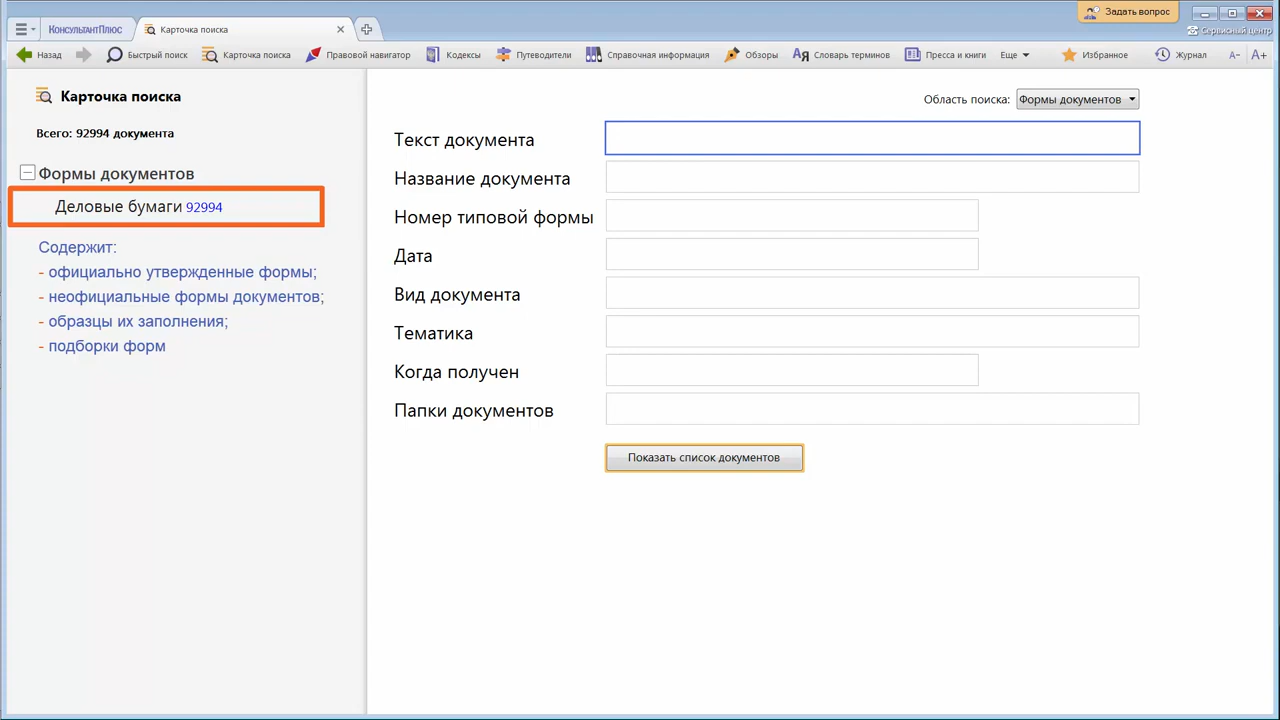 Задать вопрос
КонсультантПлюс
Карточка поиска
Сервисный центр
Назад
Быстрый поиск
Карточка поиска
Правовой навигатор
Кодексы
Путеводители
Справочная информация
Обзоры
Словарь терминов
Пресса и книги
Еще
Избранное
Журнал
А-
А+
Карточка поиска
Всего: 92994 документа
Формы документов
Деловые бумаги 92994
Содержит:
- официально утвержденные формы;
- неофициальные формы документов;
- образцы их заполнения;
- подборки форм
Область поиска: Формы документов
Текст документа
Название документа
Номер типовой формы
Дата
Вид документа
Тематика
Когда получен
Папки документов
Показать список документов